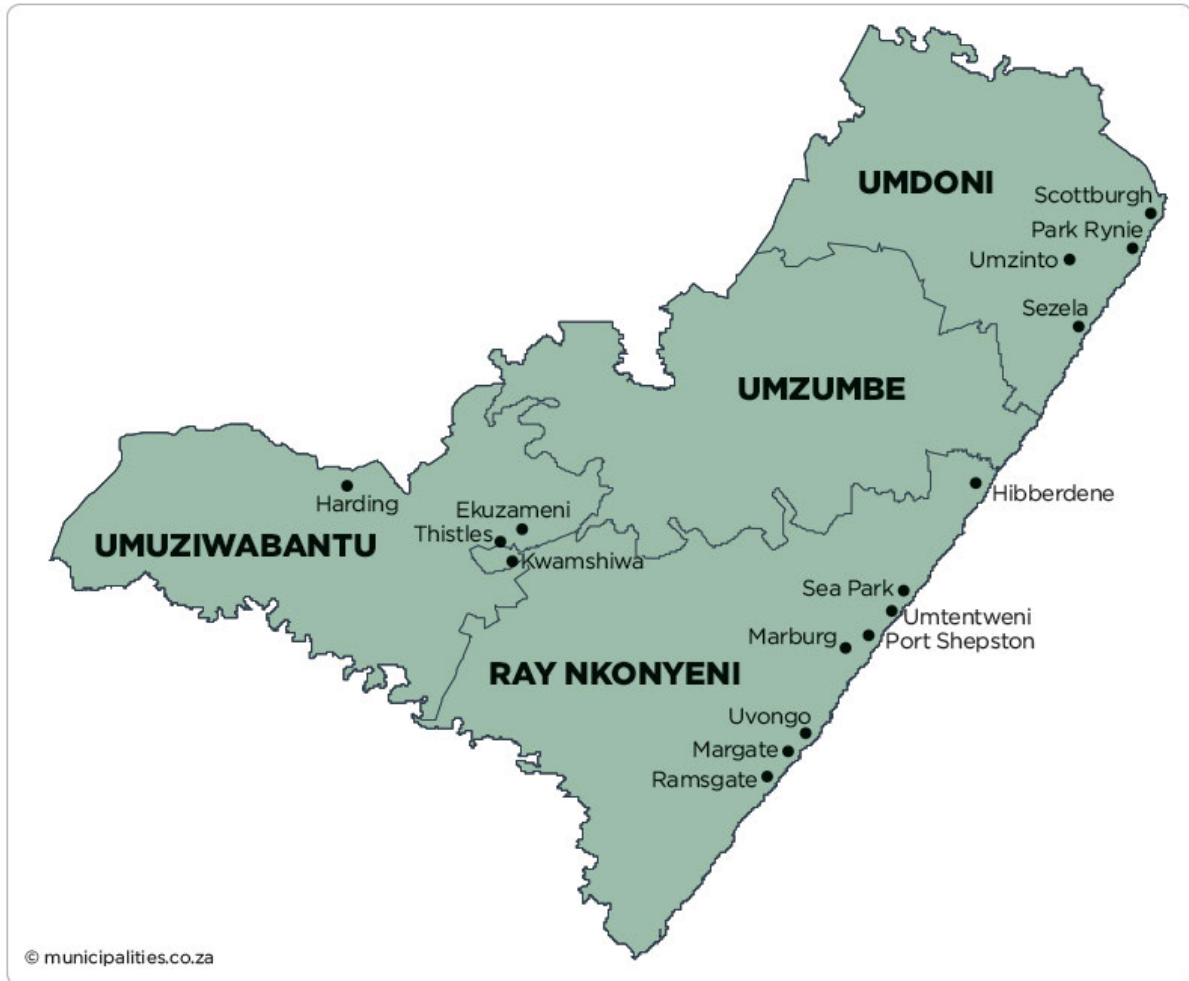 UMDONI
Scottburgh
Park Rynie
Umzinto
Sezela
UMZUMBE
Hibberdene
Harding
Ekuzameni
Thistles
UMUZIWABANTU
Kwamshiwa
Sea Park
Umtentweni
Marburg
Port Shepston
RAY NKONYENI
Uvongo
Margate
Ramsgate
© municipalities.co.za